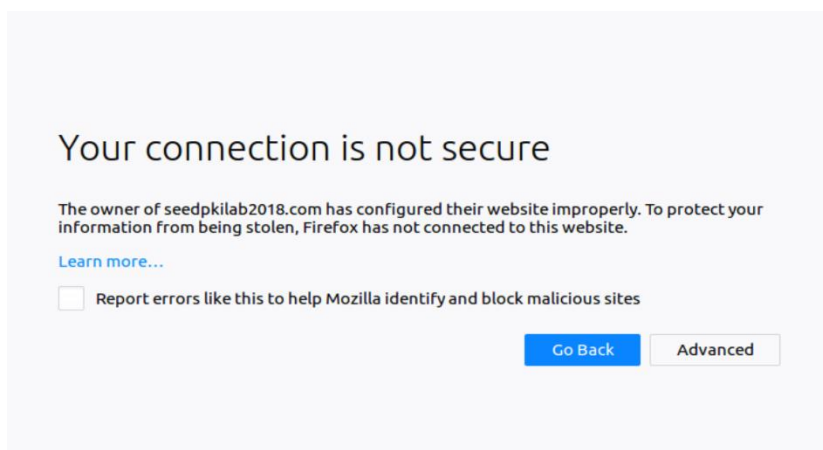 Your connection is not secure
The owner of seedpkilab2018.com has configured their website improperly. To protect your
information from being stolen, Firefox has not connected to this website.
Learn more…
Report errors like this to help Mozilla identify and block malicious sites
Go Back Advanced